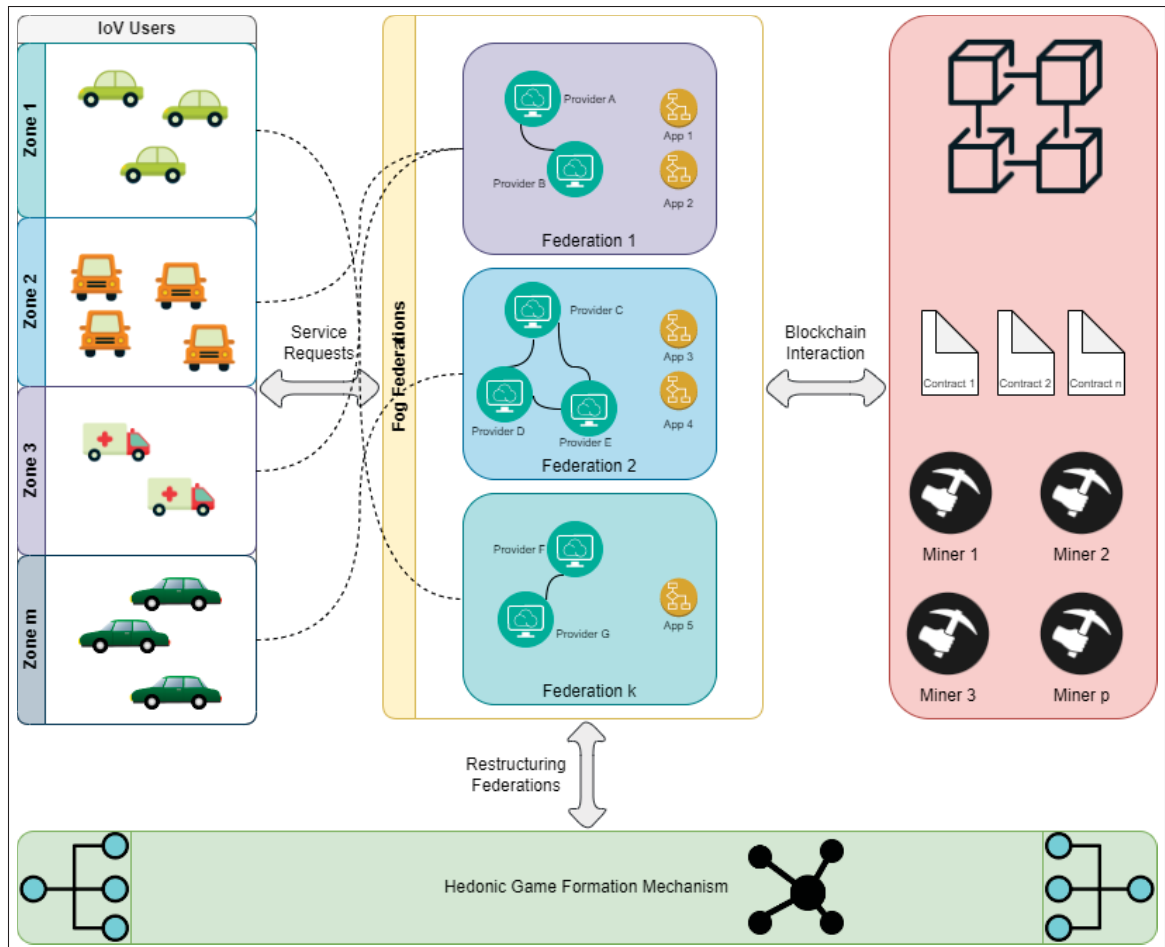 IoV Users
Zone 1
Zone 2
Zone 3
Zone m
Service
Requests
Fog Federations
Provider A
Provider B
App 1
App 2
Federation 1
Provider C
Provider D
Provider E
App 3
App 4
Federation 2
Provider F
Provider G
App 5
Federation k
Blockchain
Interaction
Contract 1
Contract 2
Contract n
Miner 1
Miner 2
Miner 3
Miner p
Restructuring
Federations
Hedonic Game Formation Mechanism